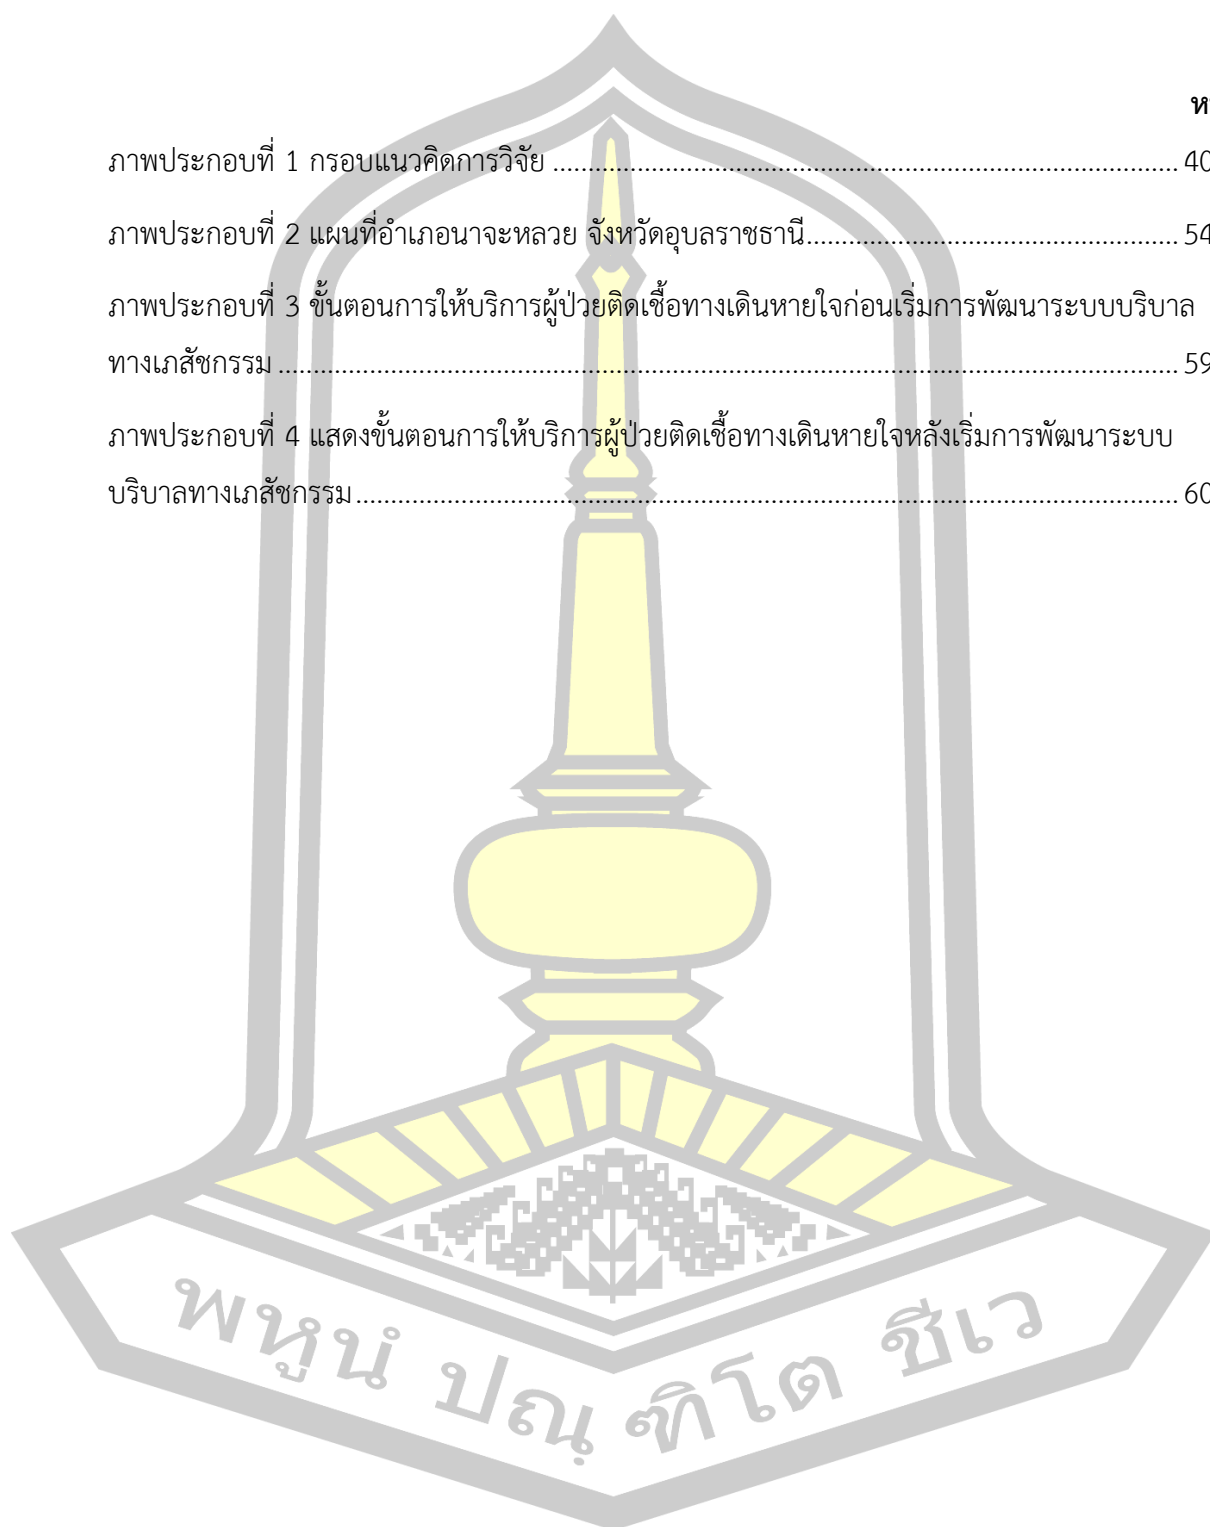 ภาพประกอบที่ 1 กรอบแนวคิดการวิจัย ........................................................................................ 40
ภาพประกอบที่ 2 แผนที่อำเภอนาจะหลวย จังหวัดอุบลราชธานี..................................................... 54
ภาพประกอบที่ 3 ขั้นตอนการให้บริการผู้ป่วยติดเชื้อทางเดินหายใจก่อนเริ่มการพัฒนาระบบบริบาล
ทางเภสัชกรรม ............................................................................................................................... 59
ภาพประกอบที่ 4 แสดงขั้นตอนการให้บริการผู้ป่วยติดเชื้อทางเดินหายใจหลังเริ่มการพัฒนาระบบ
บริบาลทางเภสัชกรรม.................................................................................................................... 60
พหูนํ ปณฺฑิโต ชีเว